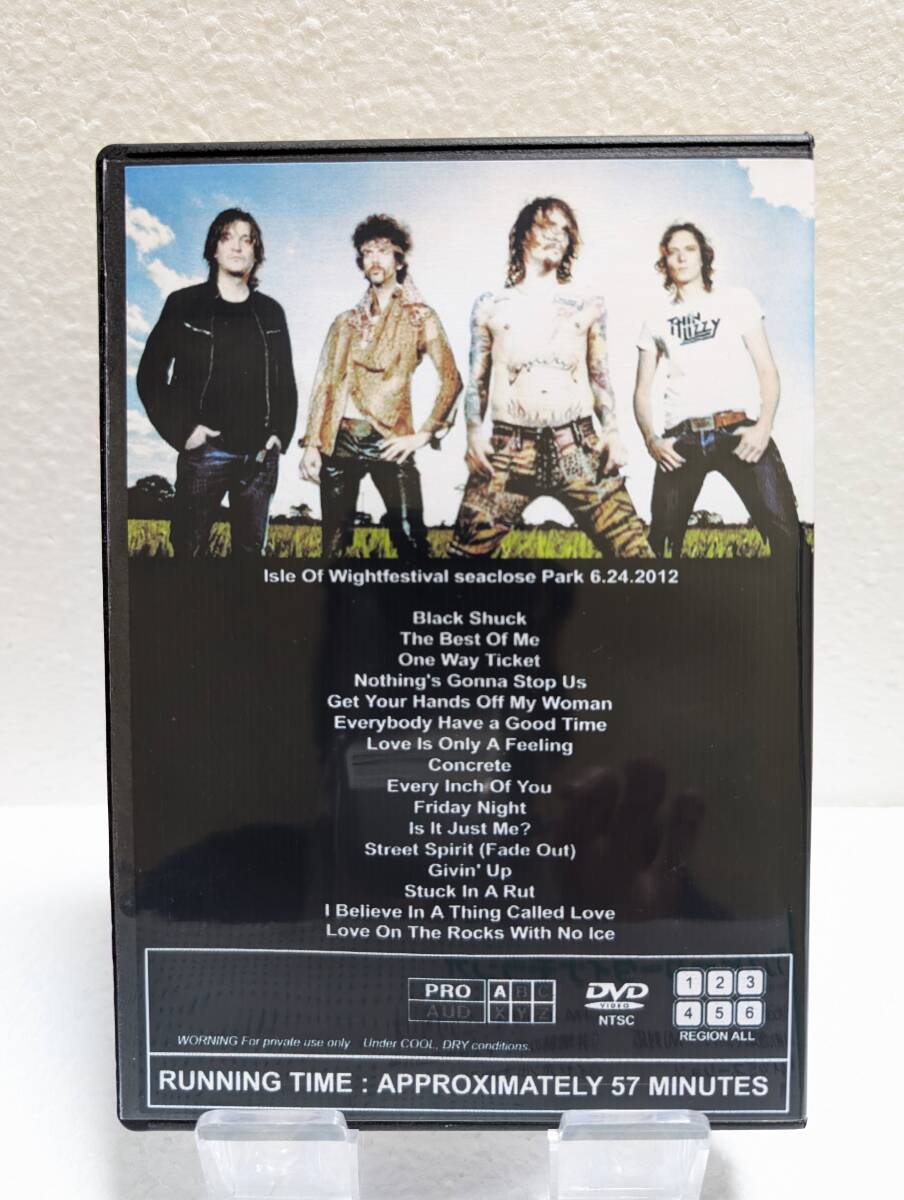 THIN
LIZZY
Isle Of Wightfestival seaclose Park 6.24.2012
Black Shuck
The Best Of Me
One Way Ticket
Nothing's Gonna Stop Us
Get Your Hands Off My Woman
Everybody Have a Good Time
Love Is Only A Feeling
Concrete
Every Inch Of You
Friday Night
Is It Just Me?
Street Spirit (Fade Out)
Givin' Up
Stuck In A Rut
I Believe In A Thing Called Love
Love On The Rocks With No Ice
PRO A B C
AUD X Y Z
DVD
VIDEO
NTSC
1 2 3
4 5 6
REGION ALL
WORNING For private use only Under COOL, DRY conditions.
RUNNING TIME : APPROXIMATELY 57 MINUTES